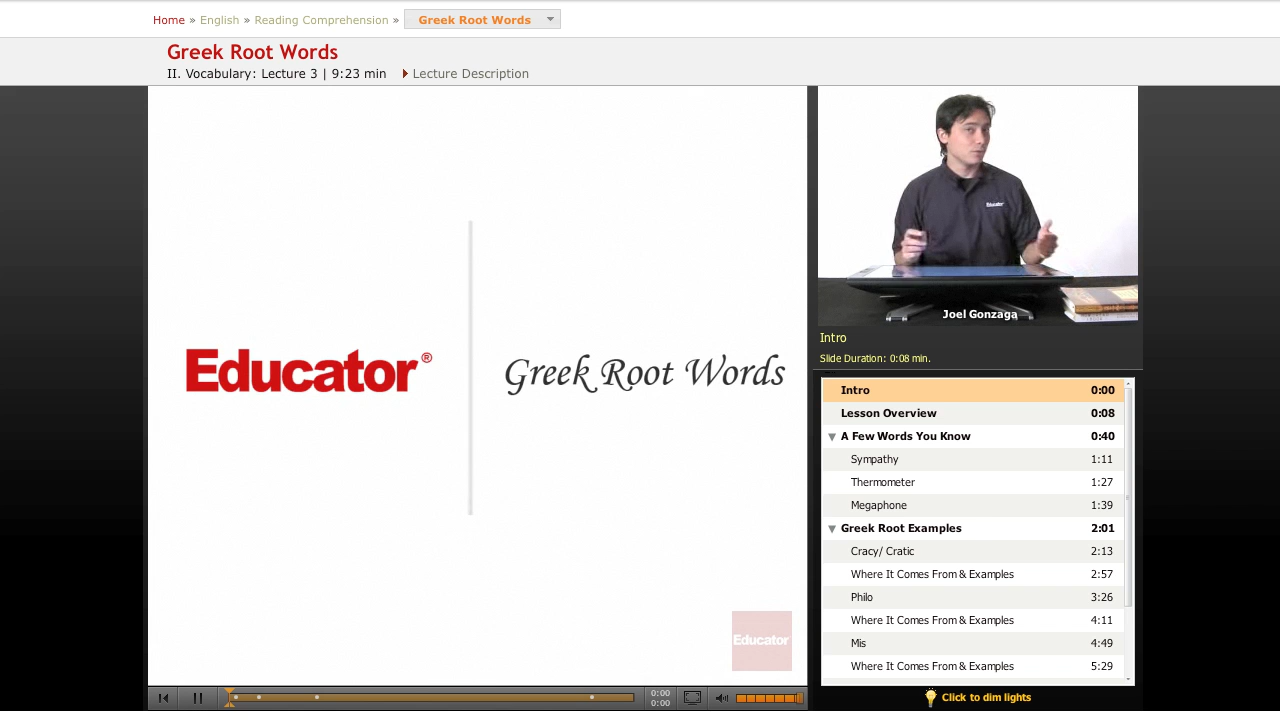 Home » English » Reading Comprehension » Greek Root Words
Greek Root Words
II. Vocabulary: Lecture 3 | 9:23 min Lecture Description
Educator®
Greek Root Words
Educator
Educator
Joel Gonzaga
Intro
Slide Duration: 0:08 min.
Intro 0:00
Lesson Overview 0:08
A Few Words You Know 0:40
Sympathy 1:11
Thermometer 1:27
Megaphone 1:39
Greek Root Examples 2:01
Cracy/ Cratic 2:13
Where It Comes From & Examples 2:57
Philo 3:26
Where It Comes From & Examples 4:11
Mis 4:49
Where It Comes From & Examples 5:29
0:00
0:00
Click to dim lights